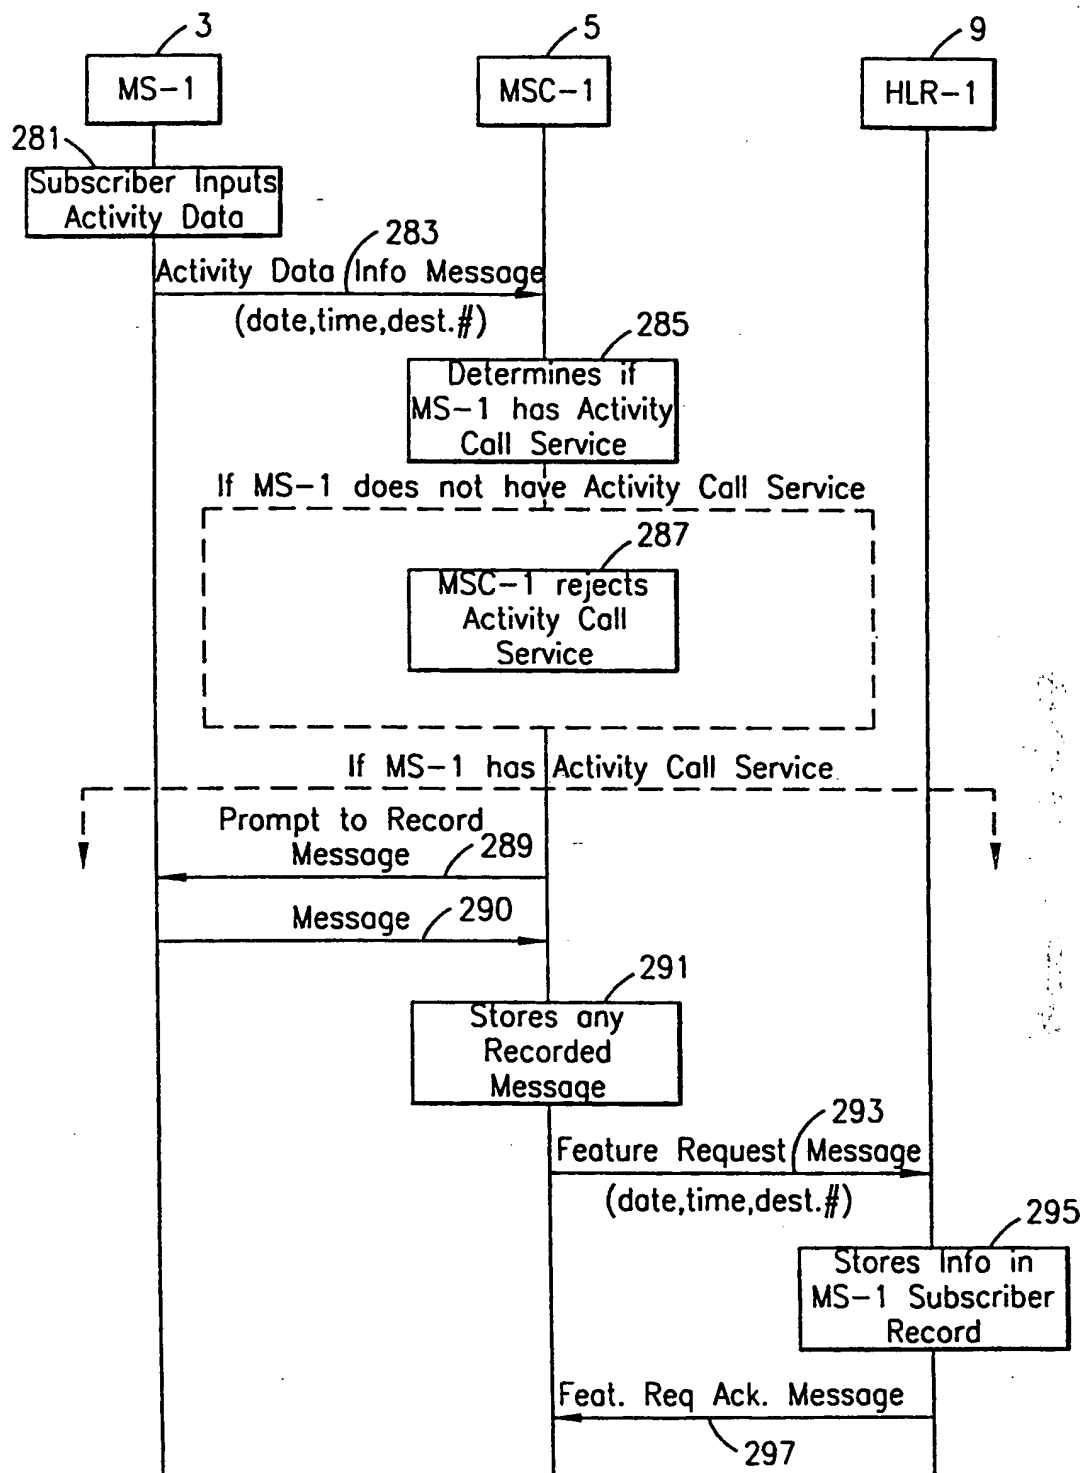 3
5
9
MS-1
MSC-1
HLR-1
281
Subscriber Inputs
Activity Data
283
Activity Data Info Message
(date,time,dest.#)
285
Determines if
MS-1 has Activity
Call Service
If MS-1 does not have Activity Call Service
287
MSC-1 rejects
Activity Call
Service
If MS-1 has Activity Call Service
Prompt to Record
Message
289
Message
290
291
Stores any
Recorded
Message
293
Feature Request Message
(date,time,dest.#)
295
Stores Info in
MS-1 Subscriber
Record
Feat. Req Ack. Message
297